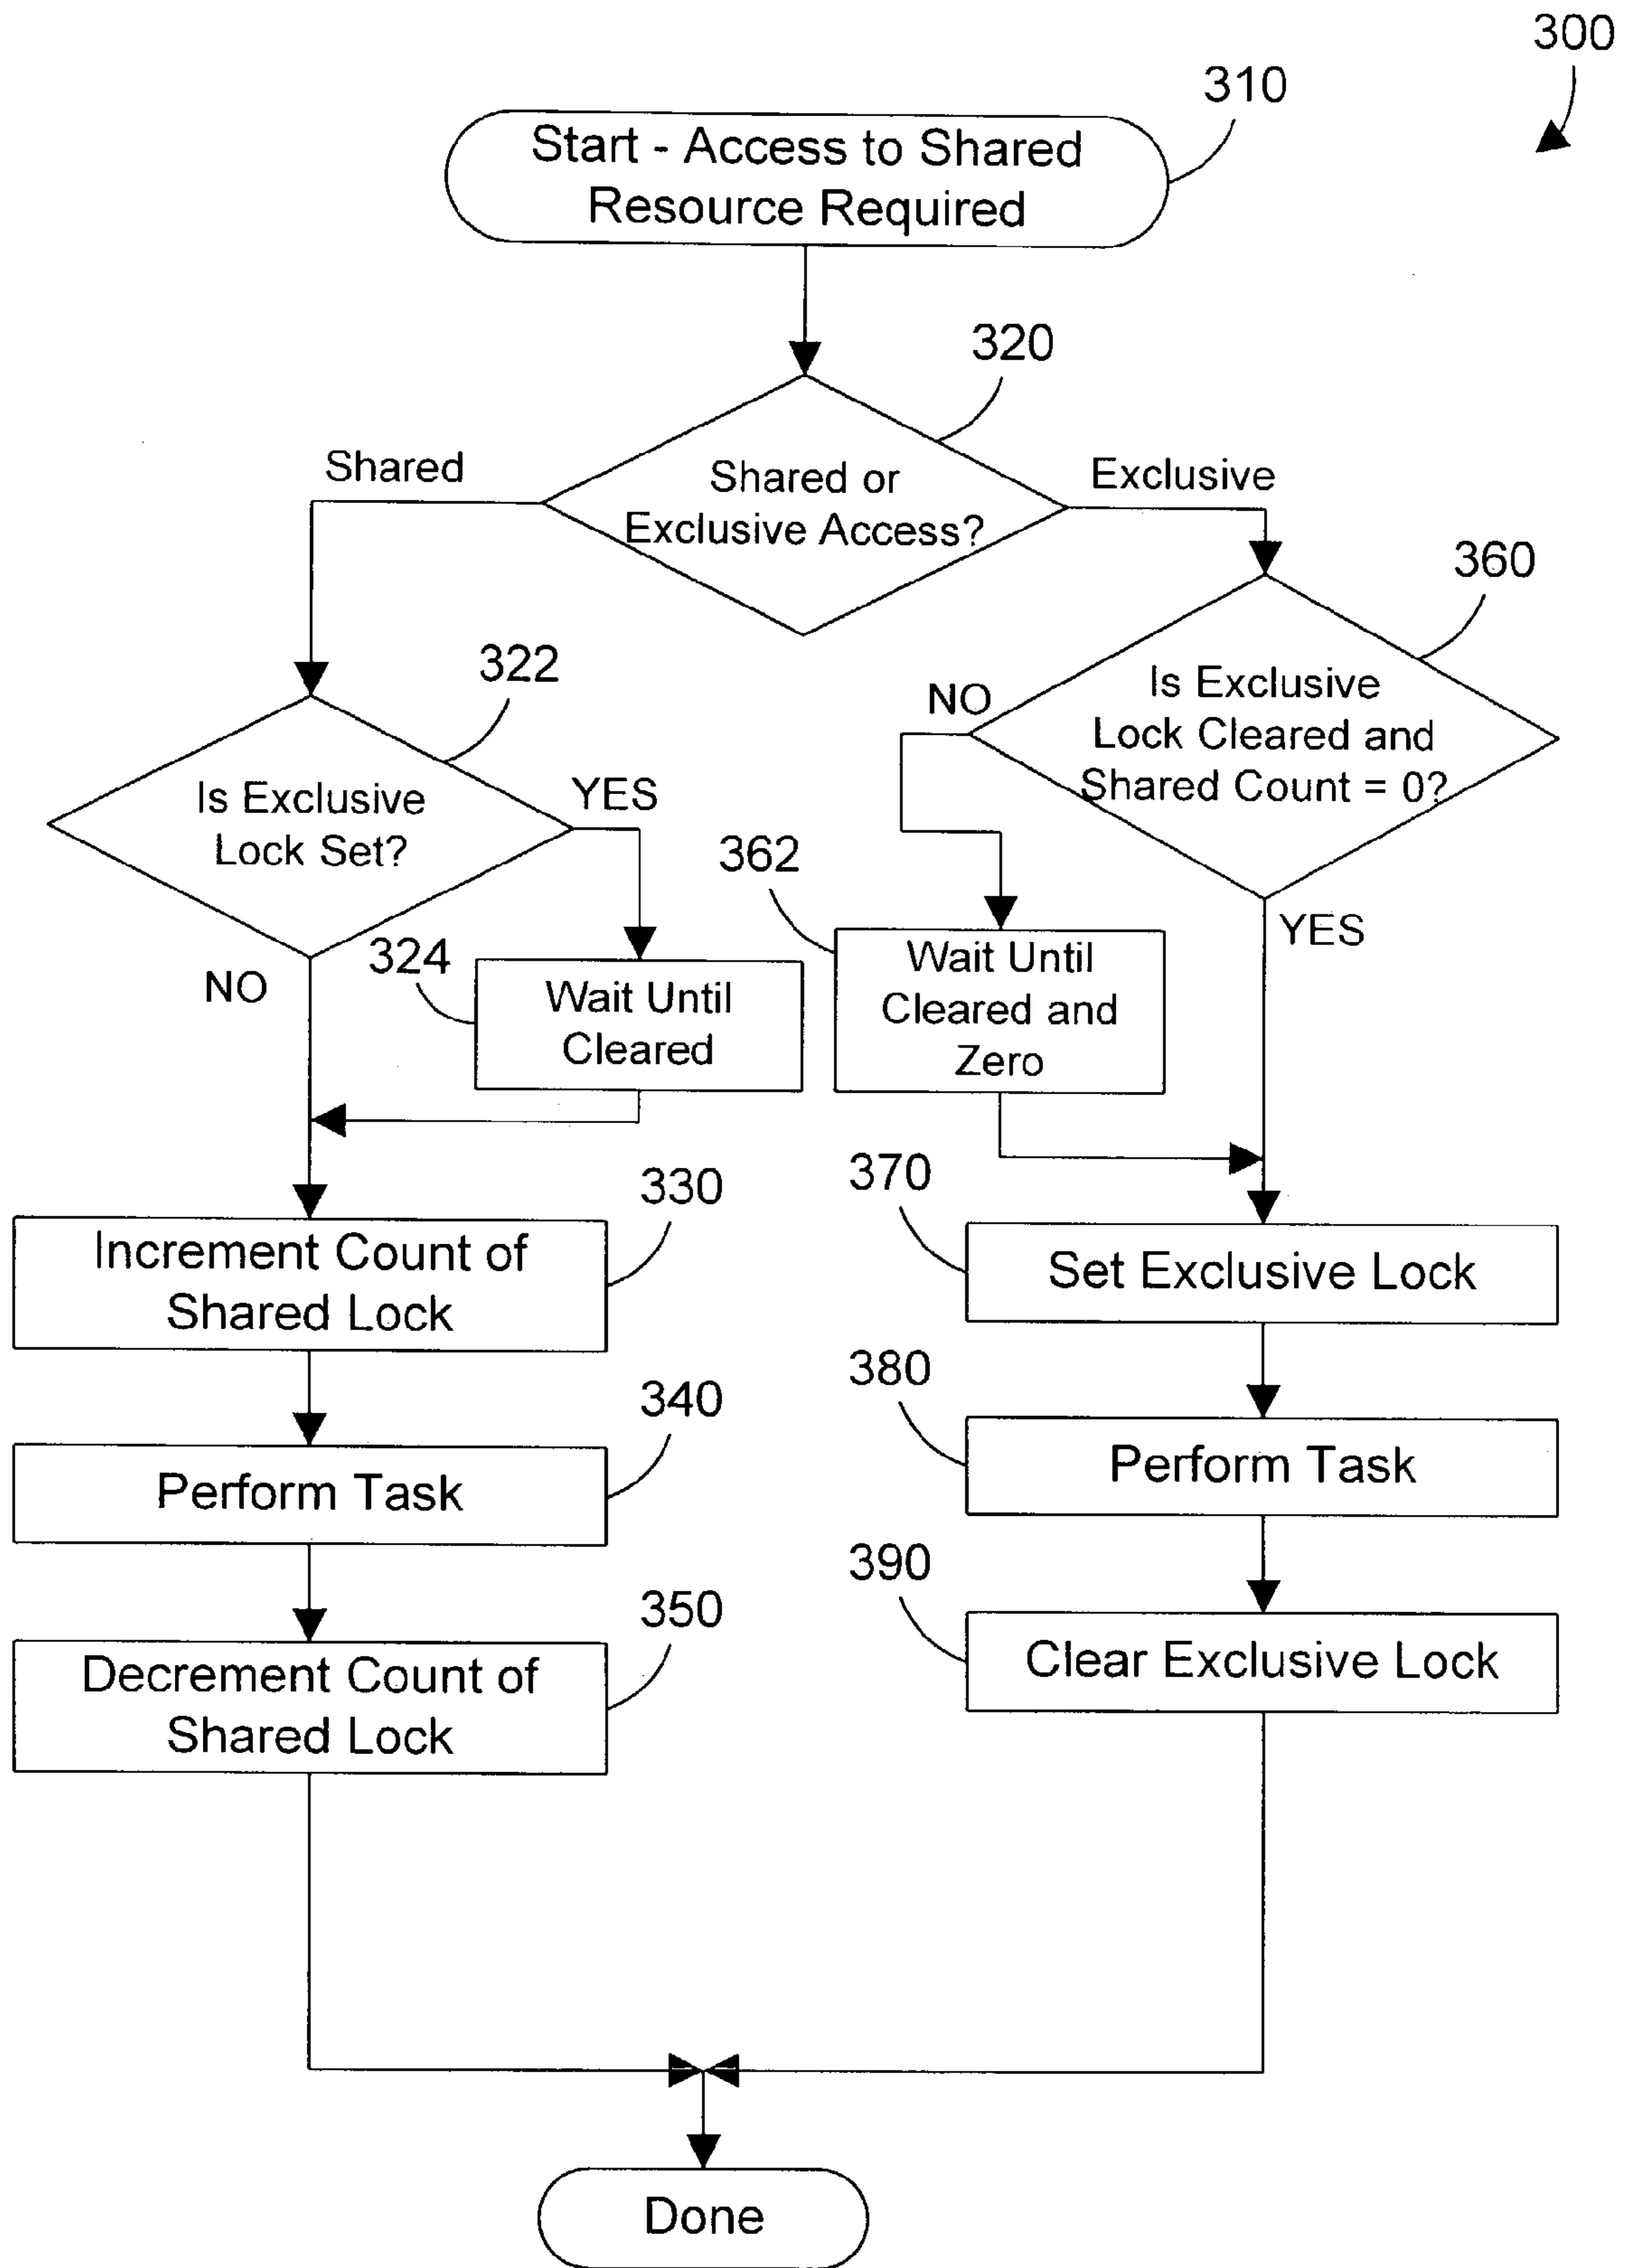 300
310
Start - Access to Shared
Resource Required
320
Shared or
Exclusive Access?
Shared
Exclusive
322
Is Exclusive
Lock Set?
YES
NO
324
Wait Until
Cleared
330
Increment Count of
Shared Lock
340
Perform Task
350
Decrement Count of
Shared Lock
360
Is Exclusive
Lock Cleared and
Shared Count = 0?
NO
YES
362
Wait Until
Cleared and
Zero
370
Set Exclusive Lock
380
Perform Task
390
Clear Exclusive Lock
Done